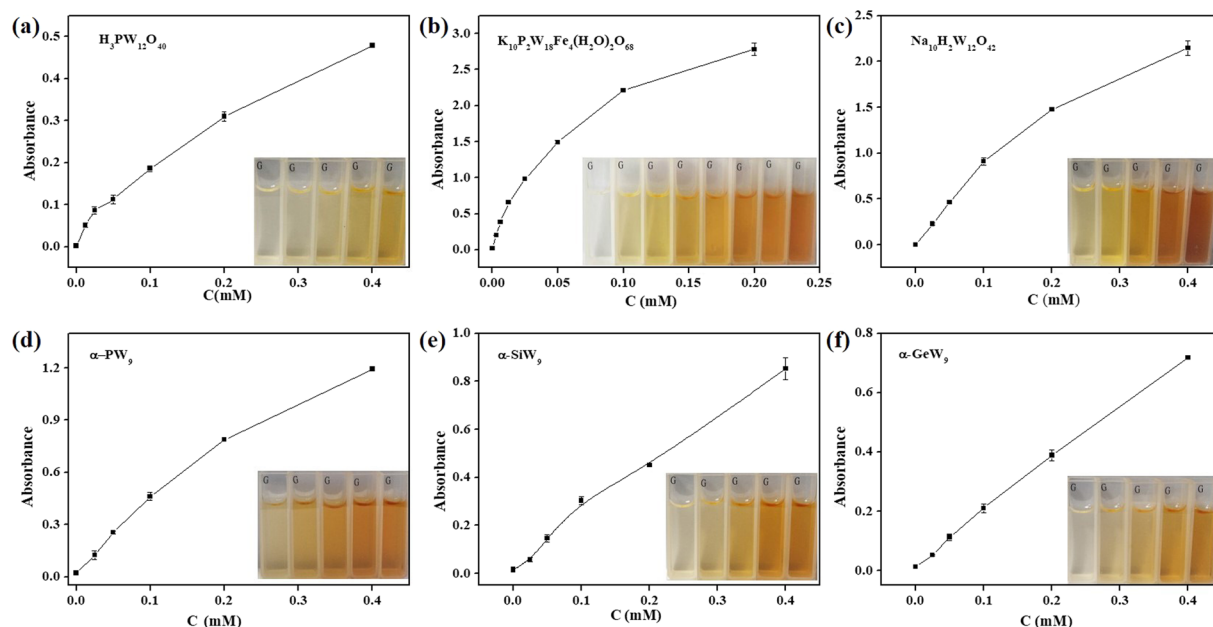 (a)
H3PW12O40
Absorbance
0.5
0.4
0.3
0.2
0.1
0.0
G G G G G
0.0 0.1 0.2 0.3 0.4
C(mM)
(b)
K10P2W18Fe4(H2O)2O68
Absorbance
3.0
2.5
2.0
1.5
1.0
0.5
0.0
G G G G G G G G
0.00 0.05 0.10 0.15 0.20 0.25
C (mM)
(c)
Na10H2W12O42
Absorbance
2.5
2.0
1.5
1.0
0.5
0.0
G G G G G
0.0 0.1 0.2 0.3 0.4
C (mM)
(d)
α–PW9
Absorbance
1.2
0.9
0.6
0.3
0.0
G G G G G
0.0 0.1 0.2 0.3 0.4
C (mM)
(e)
α-SiW9
Absorbance
1.0
0.8
0.6
0.4
0.2
0.0
G G G G G
0.0 0.1 0.2 0.3 0.4
C (mM)
(f)
α-GeW9
Absorbance
0.8
0.6
0.4
0.2
0.0
G G G G G
0.0 0.1 0.2 0.3 0.4
C (mM)